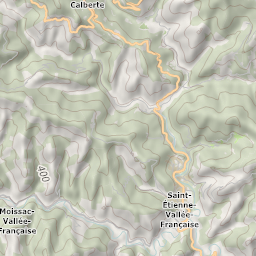 Calberte
400
Saint-
Étienne-
Vallée-
Française
Moissac-
Vallée-
Française